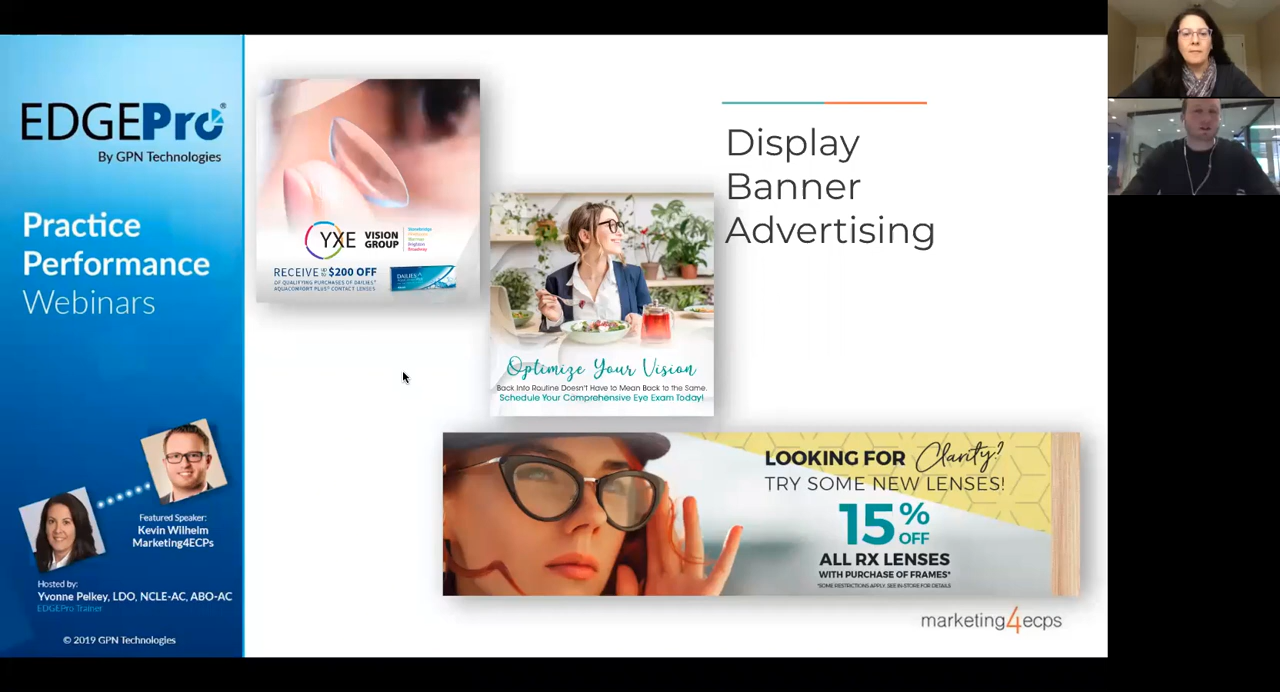 EDGEPro®
By GPN Technologies
Practice
Performance
Webinars
Featured Speaker:
Kevin Wilhelm
Marketing4ECPs
Hosted by:
Yvonne Pelkey, LDO, NCLE-AC, ABO-AC
EDGEPro Trainer
© 2019 GPN Technologies
YXE VISION
GROUP
RECEIVE UP TO $200 OFF
OF QUALIFYING PURCHASES OF DAILIES®
AQUACOMFORT PLUS® CONTACT LENSES
DAILIES
Optimize Your Vision
Back Into Routine Doesn't Have to Mean Back to the Same.
Schedule Your Comprehensive Eye Exam Today!
Display
Banner
Advertising
LOOKING FOR Clarity?
TRY SOME NEW LENSES!
15% OFF
ALL RX LENSES
WITH PURCHASE OF FRAMES*
*SOME RESTRICTIONS APPLY. SEE IN-STORE FOR DETAILS
marketing4ecps